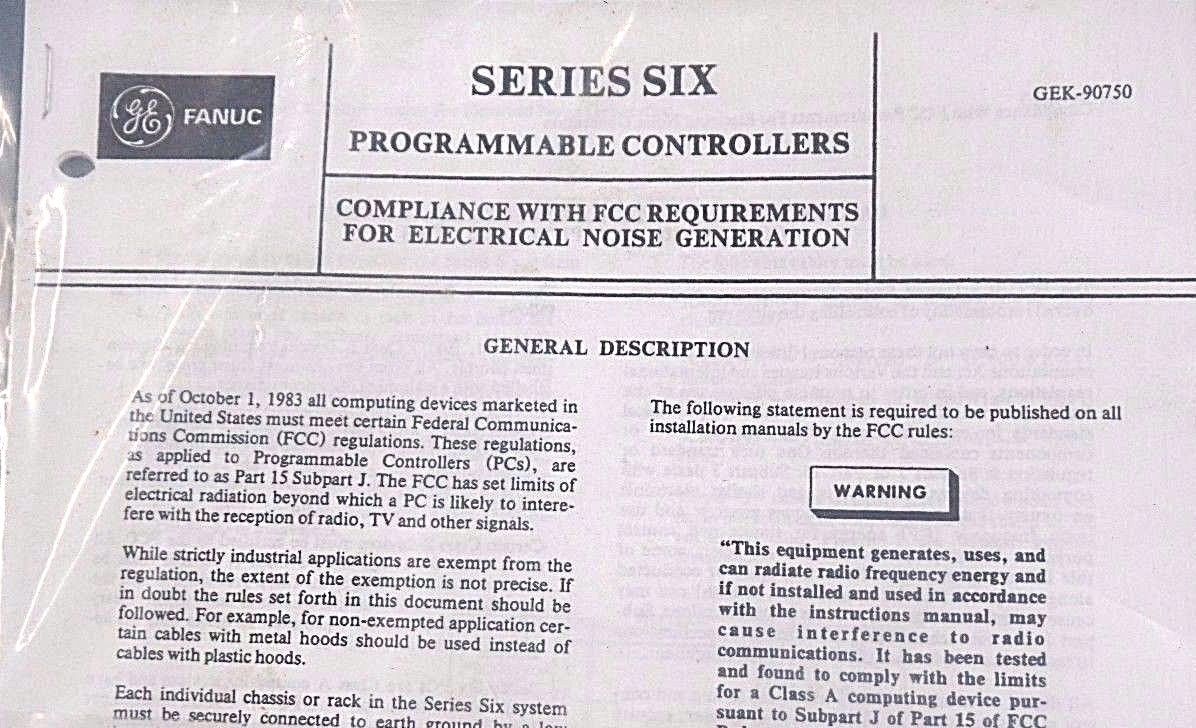 GE FANUC
SERIES SIX
PROGRAMMABLE CONTROLLERS
COMPLIANCE WITH FCC REQUIREMENTS
FOR ELECTRICAL NOISE GENERATION
GEK-90750
GENERAL DESCRIPTION
As of October 1, 1983 all computing devices marketed in
the United States must meet certain Federal Communica-
tions Commission (FCC) regulations. These regulations,
as applied to Programmable Controllers (PCs), are
referred to as Part 15 Subpart J. The FCC has set limits of
electrical radiation beyond which a PC is likely to intere-
fere with the reception of radio, TV and other signals.
While strictly industrial applications are exempt from the
regulation, the extent of the exemption is not precise. If
in doubt the rules set forth in this document should be
followed. For example, for non-exempted application cer-
tain cables with metal hoods should be used instead of
cables with plastic hoods.
Each individual chassis or rack in the Series Six system
must be securely connected to earth ground by a low
The following statement is required to be published on all
installation manuals by the FCC rules:
WARNING
“This equipment generates, uses, and
can radiate radio frequency energy and
if not installed and used in accordance
with the instructions manual, may
cause interference to radio
communications. It has been tested
and found to comply with the limits
for a Class A computing device pur-
suant to Subpart J of Part 15 of FCC